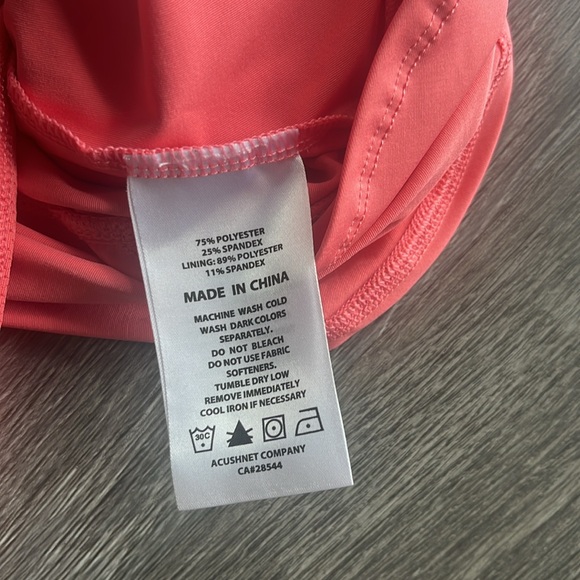 75% POLYESTER
25% SPANDEX
LINING: 89% POLYESTER
11% SPANDEX
MADE IN CHINA
MACHINE WASH COLD
WASH DARK COLORS
SEPARATELY.
DO NOT BLEACH
DO NOT USE FABRIC
SOFTENERS.
TUMBLE DRY LOW
REMOVE IMMEDIATELY
COOL IRON IF NECESSARY
30C
ACUSHNET COMPANY
CA#28544